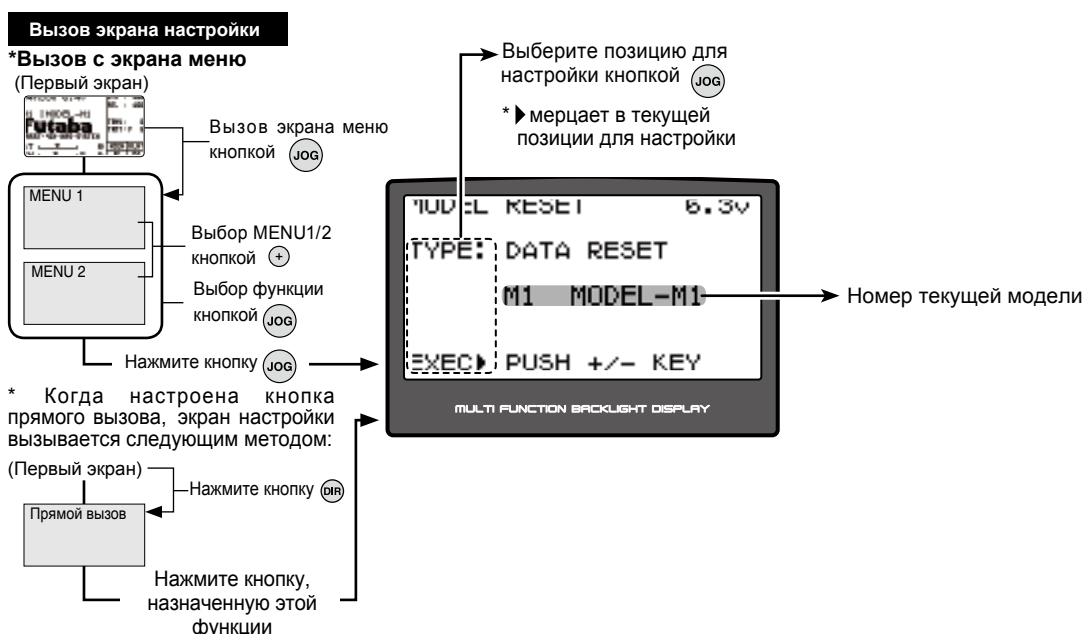 Вызов экрана настройки
*Вызов с экрана меню
(Первый экран)
Futaba
Вызов экрана меню
кнопкой JOG
MENU 1
MENU 2
Выбор MENU1/2
кнопкой +
Выбор функции
кнопкой JOG
Нажмите кнопку JOG
* Когда настроена кнопка
прямого вызова, экран настройки
вызывается следующим методом:
(Первый экран)
Нажмите кнопку DIR
Прямой вызов
Нажмите кнопку,
назначенную этой
функции
Выберите позицию для
настройки кнопкой JOG
* ▶ мерцает в текущей
позиции для настройки
MODEL RESET 6.3v
TYPE: DATA RESET
M1 MODEL-M1
EXEC▶ PUSH +/- KEY
MULTI FUNCTION BACKLIGHT DISPLAY
Номер текущей модели